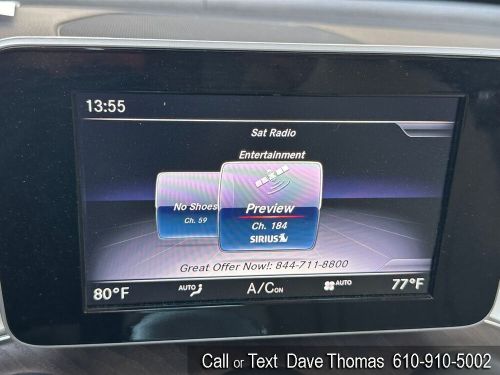 13:55
Sat Radio
Entertainment
No Shoes
Ch. 59
Preview
Ch. 184
SIRIUS
Great Offer Now!: 844-711-8800
80°F
AUTO
A/C ON
AUTO
77°F
Call or Text Dave Thomas 610-910-5002